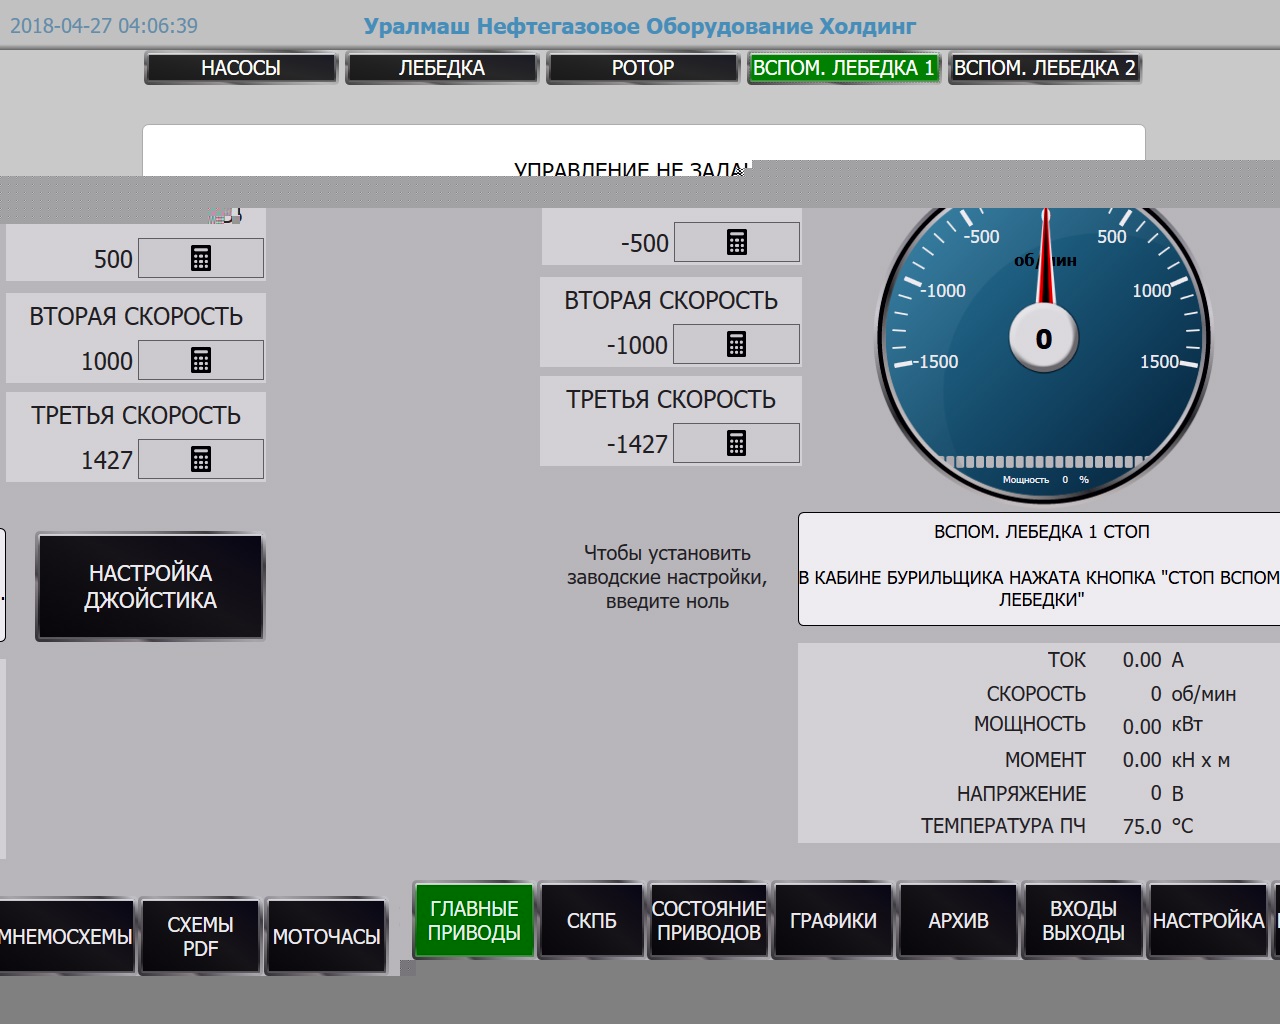 2018-04-27 04:06:39
Уралмаш Нефтегазовое Оборудование Холдинг
НАСОСЫ
ЛЕБЕДКА
РОТОР
ВСПОМ. ЛЕБЕДКА 1
ВСПОМ. ЛЕБЕДКА 2
УПРАВЛЕНИЕ НЕ
500
ВТОРАЯ СКОРОСТЬ
1000
ТРЕТЬЯ СКОРОСТЬ
1427
НАСТРОЙКА
ДЖОЙСТИКА
-500
ВТОРАЯ СКОРОСТЬ
-1000
ТРЕТЬЯ СКОРОСТЬ
-1427
Чтобы установить
заводские настройки,
введите ноль
-500
500
об/мин
-1000
1000
0
-1500
1500
Мощность 0 %
ВСПОМ. ЛЕБЕДКА 1 СТОП
В КАБИНЕ БУРИЛЬЩИКА НАЖАТА КНОПКА "СТОП ВСПОМ
ЛЕБЕДКИ"
ТОК 0.00 А
СКОРОСТЬ 0 об/мин
МОЩНОСТЬ 0.00 кВт
МОМЕНТ 0.00 кН х м
НАПРЯЖЕНИЕ 0 В
ТЕМПЕРАТУРА ПЧ 75.0 °C
МНЕМОСХЕМЫ
СХЕМЫ
PDF
МОТОЧАСЫ
ГЛАВНЫЕ
ПРИВОДЫ
СКПБ
СОСТОЯНИЕ
ПРИВОДОВ
ГРАФИКИ
АРХИВ
ВХОДЫ
ВЫХОДЫ
НАСТРОЙКА